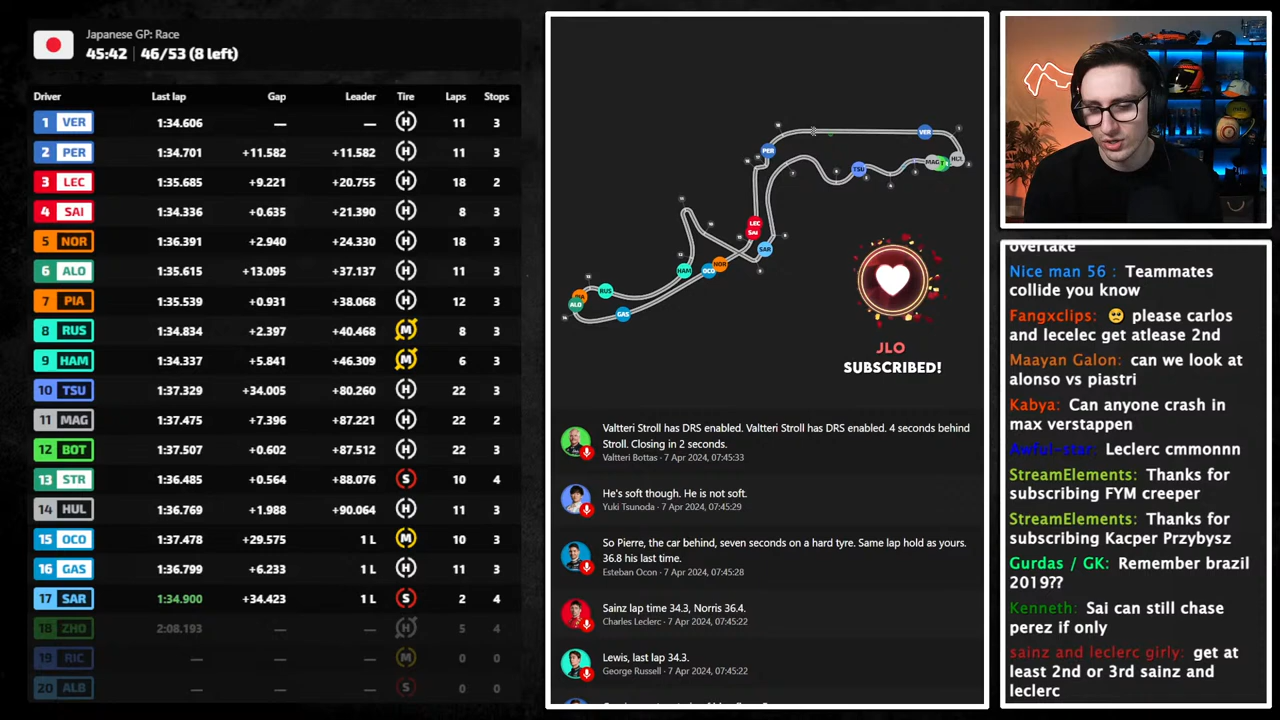 Japanese GP: Race
45:42 | 46/53 (8 left)
Driver Last lap Gap Leader Tire Laps Stops
1 VER 1:34.606 — — H 11 3
2 PER 1:34.701 +11.582 +11.582 H 11 3
3 LEC 1:35.685 +9.221 +20.755 H 18 2
4 SAI 1:34.336 +0.635 +21.390 H 8 3
5 NOR 1:36.391 +2.940 +24.330 H 18 3
6 ALO 1:35.615 +13.095 +37.137 H 11 3
7 PIA 1:35.539 +0.931 +38.068 H 12 3
8 RUS 1:34.834 +2.397 +40.468 M 8 3
9 HAM 1:34.337 +5.841 +46.309 M 6 3
10 TSU 1:37.329 +34.005 +80.260 H 22 3
11 MAG 1:37.475 +7.396 +87.221 H 22 2
12 BOT 1:37.507 +0.602 H 22 3
13 STR 1:36.485 +0.564 S 10 4
14 HUL 1:36.769 +1.988 +90.064 H 11 3
15 OCO 1:37.478 +29.575 1 L M 10 3
16 GAS 1:36.799 +6.233 1 L H 11 3
17 SAR 1:34.900 +34.423 1 L S 2 4
18 ZHO 2:08.193 — — H 5 4
19 RIC — — — M 0 0
20 ALB — — — S 0 0
VER
PER
MAG
HUL
TSU
LEC
SAI
SAR
NOR
OCO
HAM
RUS
PIA
ALO
GAS
JLO
SUBSCRIBED!
Valtteri Stroll has DRS enabled. Valtteri Stroll has DRS enabled. 4 seconds behind
Stroll. Closing in 2 seconds.
Valtteri Bottas · 7 Apr 2024, 07:45:33
He's soft though. He is not soft.
Yuki Tsunoda · 7 Apr 2024, 07:45:29
So Pierre, the car behind, seven seconds on a hard tyre. Same lap hold as yours.
36.8 his last time.
Esteban Ocon · 7 Apr 2024, 07:45:28
Sainz lap time 34.3, Norris 36.4.
Charles Leclerc · 7 Apr 2024, 07:45:22
Lewis, last lap 34.3.
George Russell · 7 Apr 2024, 07:45:22
overtake
Nice man 56 : Teammates
collide you know
Fangxclips: 🥺 please carlos
and lecelec get atlease 2nd
Maayan Galon: can we look at
alonso vs piastri
Kabya: Can anyone crash in
max verstappen
Awful-star: Leclerc cmmonnn
StreamElements: Thanks for
subscribing FYM creeper
StreamElements: Thanks for
subscribing Kacper Przybysz
Gurdas / GK: Remember brazil
2019??
Kenneth: Sai can still chase
perez if only
sainz and leclerc girly: get at
least 2nd or 3rd sainz and
leclerc